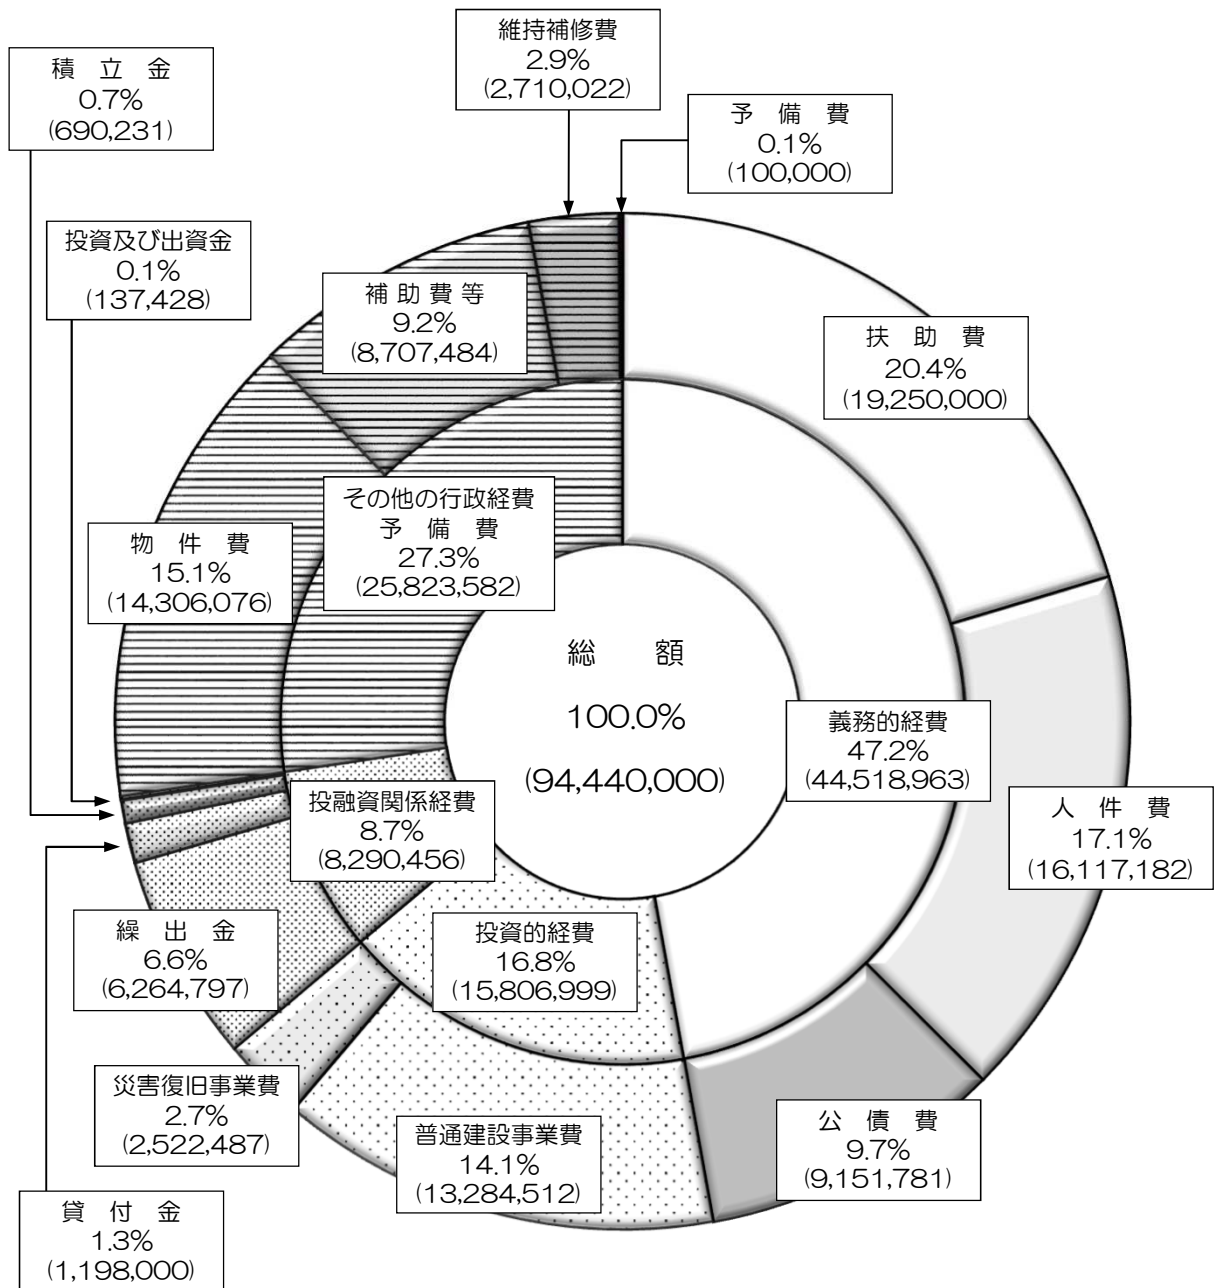 維持補修費
2.9%
(2,710,022)
積 立 金
0.7%
(690,231)
予 備 費
0.1%
(100,000)
投資及び出資金
0.1%
(137,428)
補 助 費 等
9.2%
(8,707,484)
扶 助 費
20.4%
(19,250,000)
その他の行政経費
予 備 費
27.3%
(25,823,582)
物 件 費
15.1%
(14,306,076)
総 額
100.0%
(94,440,000)
義務的経費
47.2%
(44,518,963)
投融資関係経費
8.7%
(8,290,456)
人 件 費
17.1%
(16,117,182)
繰 出 金
6.6%
(6,264,797)
投資的経費
16.8%
(15,806,999)
災害復旧事業費
2.7%
(2,522,487)
普通建設事業費
14.1%
(13,284,512)
公 債 費
9.7%
(9,151,781)
貸 付 金
1.3%
(1,198,000)